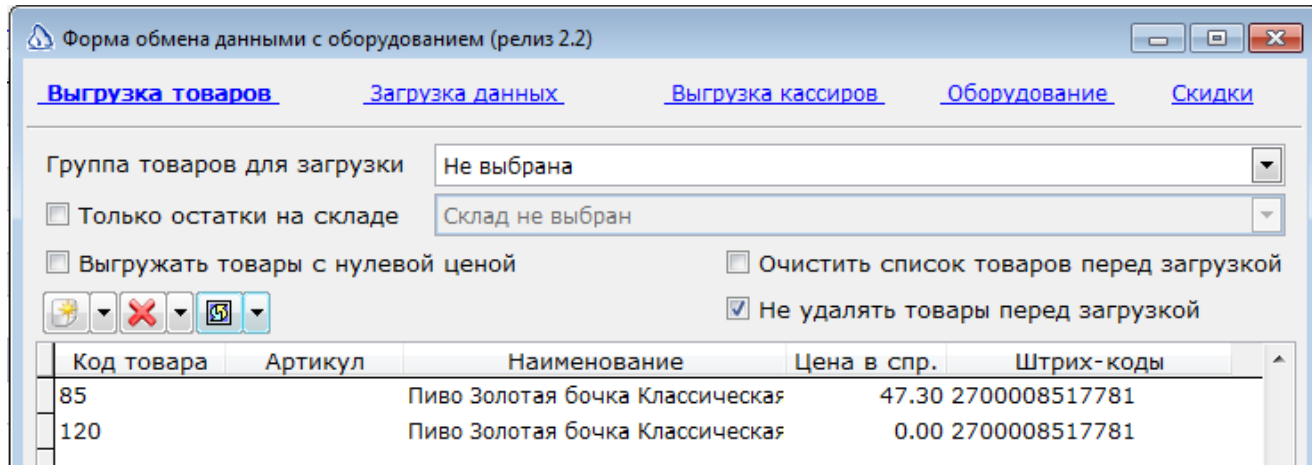 Форма обмена данными с оборудованием (релиз 2.2)
Выгрузка товаров Загрузка данных Выгрузка кассиров Оборудование Скидки
Группа товаров для загрузки Не выбрана
Только остатки на складе Склад не выбран
Выгружать товары с нулевой ценой Очистить список товаров перед загрузкой
Не удалять товары перед загрузкой
Код товара Артикул Наименование Цена в спр. Штрих-коды
85 Пиво Золотая бочка Классическая 47.30 2700008517781
120 Пиво Золотая бочка Классическая 0.00 2700008517781